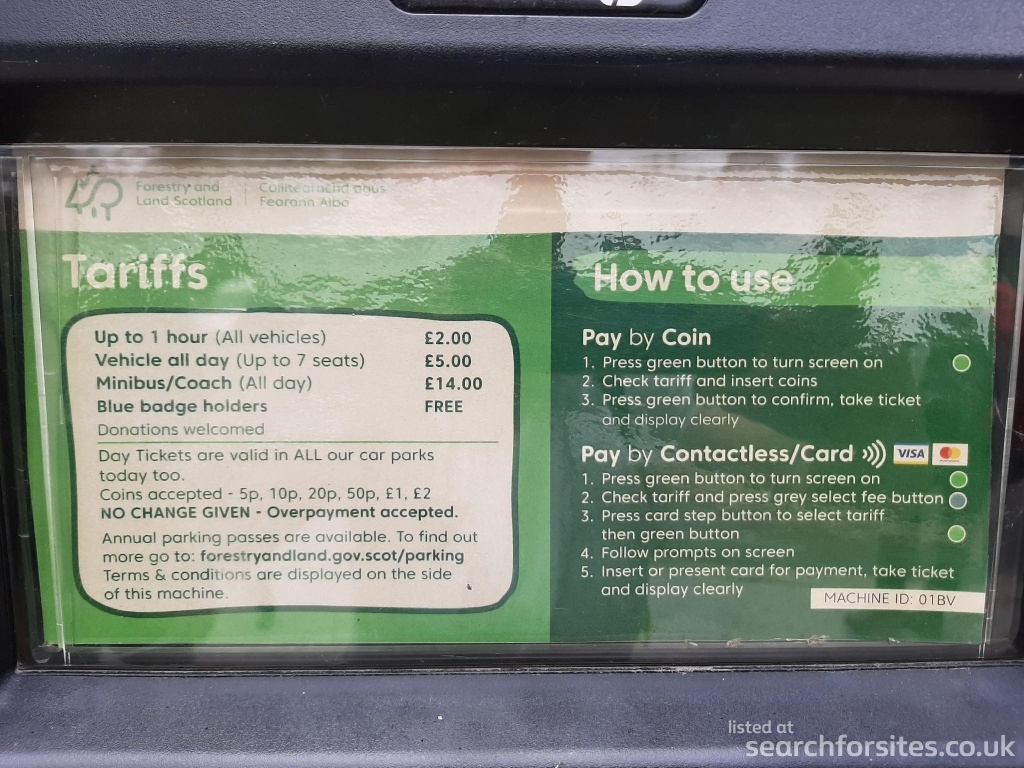 Forestry and
Land Scotland
Coilltearachd agus
Fearann Alba
Tariffs
Up to 1 hour (All vehicles) £2.00
Vehicle all day (Up to 7 seats) £5.00
Minibus/Coach (All day) £14.00
Blue badge holders FREE
Donations welcomed
Day Tickets are valid in ALL our car parks
today too.
Coins accepted - 5p, 10p, 20p, 50p, £1, £2
NO CHANGE GIVEN - Overpayment accepted.
Annual parking passes are available. To find out
more go to: forestryandland.gov.scot/parking
Terms & conditions are displayed on the side
of this machine.
How to use
Pay by Coin
1. Press green button to turn screen on
2. Check tariff and insert coins
3. Press green button to confirm, take ticket
and display clearly
Pay by Contactless/Card VISA mastercard
1. Press green button to turn screen on
2. Check tariff and press grey select fee button
3. Press card step button to select tariff
then green button
4. Follow prompts on screen
5. Insert or present card for payment, take ticket
and display clearly
MACHINE ID: 01BV
listed at
searchforsites.co.uk